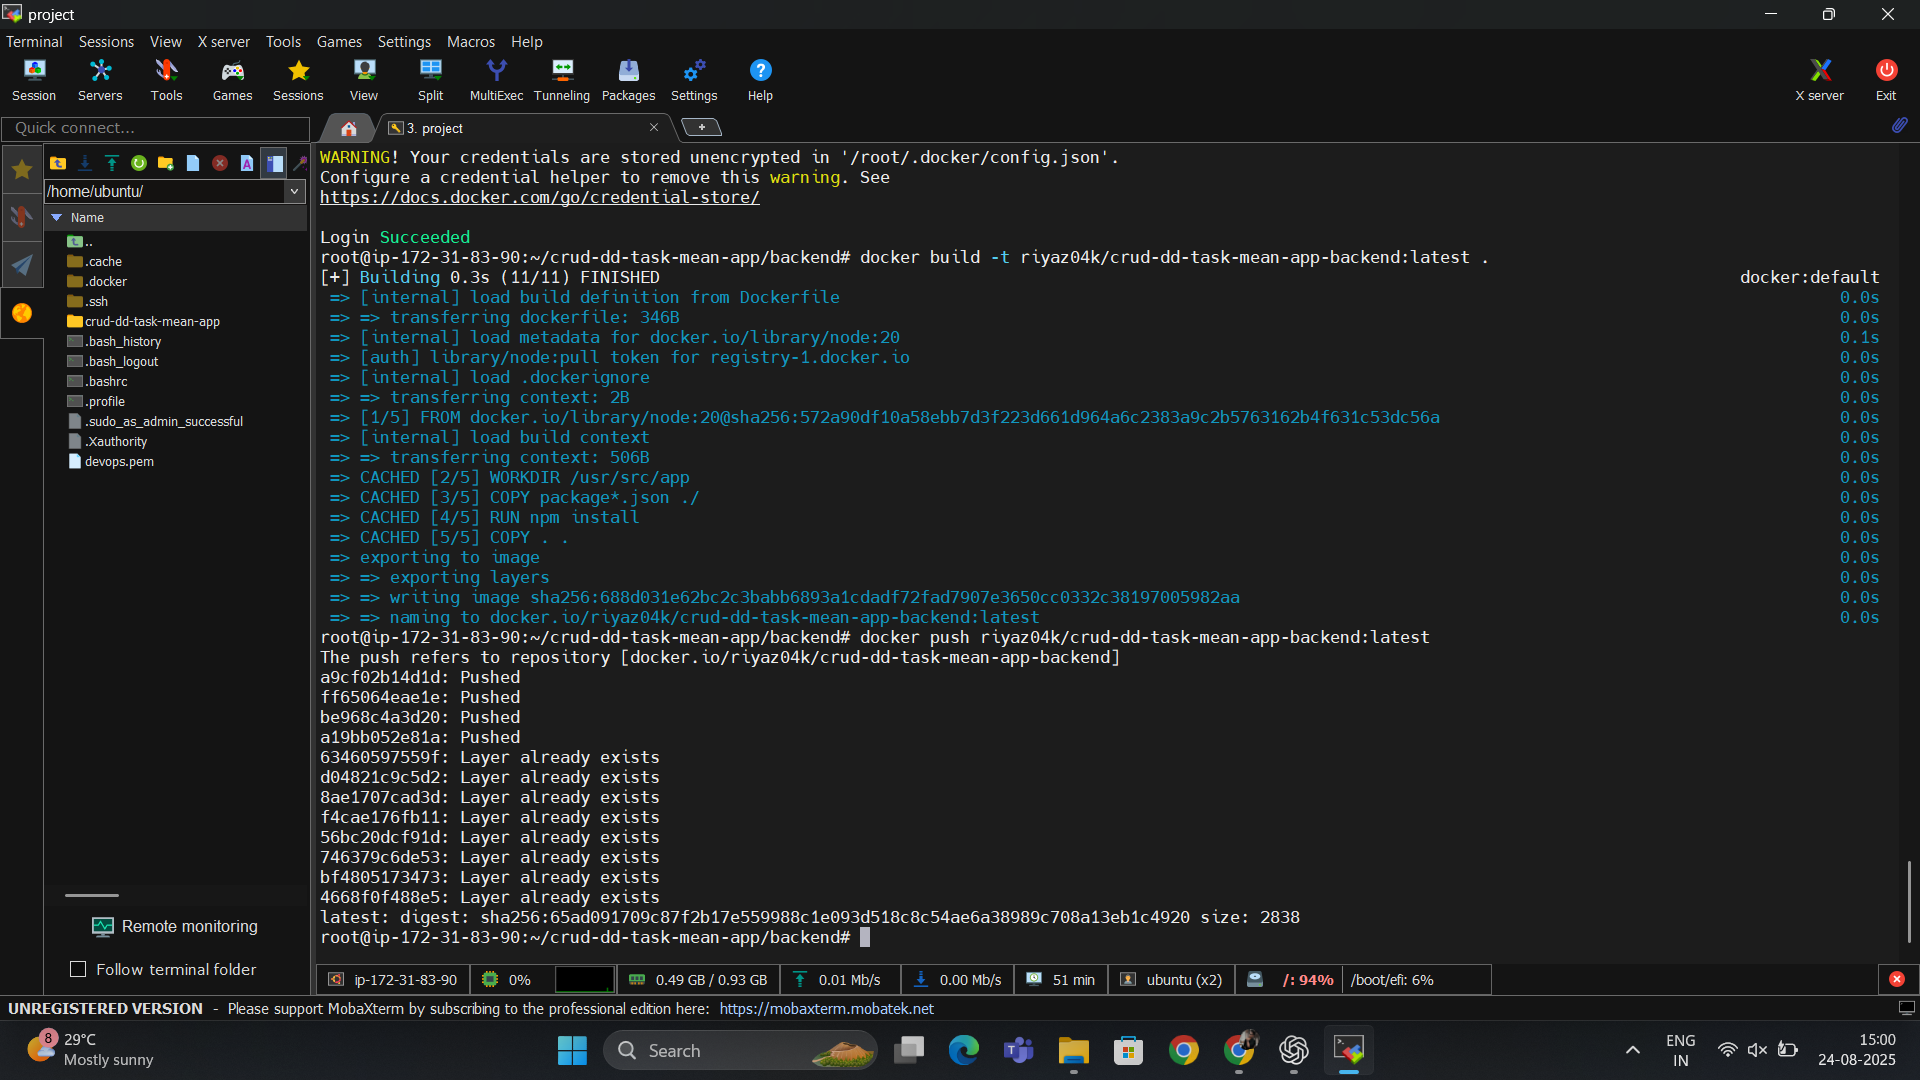 project
Terminal Sessions View X server Tools Games Settings Macros Help
Session Servers Tools Games Sessions View Split MultiExec Tunneling Packages Settings Help X server Exit
Quick connect...
3. project
/home/ubuntu/
Name
..
.cache
.docker
.ssh
crud-dd-task-mean-app
.bash_history
.bash_logout
.bashrc
.profile
.sudo_as_admin_successful
.Xauthority
devops.pem
Remote monitoring
Follow terminal folder
WARNING! Your credentials are stored unencrypted in '/root/.docker/config.json'.
Configure a credential helper to remove this warning. See
https://docs.docker.com/go/credential-store/
Login Succeeded
root@ip-172-31-83-90:~/crud-dd-task-mean-app/backend# docker build -t riyaz04k/crud-dd-task-mean-app-backend:latest .
[+] Building 0.3s (11/11) FINISHED docker:default
=> [internal] load build definition from Dockerfile 0.0s
=> => transferring dockerfile: 346B 0.0s
=> [internal] load metadata for docker.io/library/node:20 0.1s
=> [auth] library/node:pull token for registry-1.docker.io 0.0s
=> [internal] load .dockerignore 0.0s
=> => transferring context: 2B 0.0s
=> [1/5] FROM docker.io/library/node:20@sha256:572a90df10a58ebb7d3f223d661d964a6c2383a9c2b5763162b4f631c53dc56a 0.0s
=> [internal] load build context 0.0s
=> => transferring context: 506B 0.0s
=> CACHED [2/5] WORKDIR /usr/src/app 0.0s
=> CACHED [3/5] COPY package*.json ./ 0.0s
=> CACHED [4/5] RUN npm install 0.0s
=> CACHED [5/5] COPY . . 0.0s
=> exporting to image 0.0s
=> => exporting layers 0.0s
=> => writing image sha256:688d031e62bc2c3babb6893a1cdadf72fad7907e3650cc0332c38197005982aa 0.0s
=> => naming to docker.io/riyaz04k/crud-dd-task-mean-app-backend:latest 0.0s
root@ip-172-31-83-90:~/crud-dd-task-mean-app/backend# docker push riyaz04k/crud-dd-task-mean-app-backend:latest
The push refers to repository [docker.io/riyaz04k/crud-dd-task-mean-app-backend]
a9cf02b14d1d: Pushed
ff65064eae1e: Pushed
be968c4a3d20: Pushed
a19bb052e81a: Pushed
63460597559f: Layer already exists
d04821c9c5d2: Layer already exists
8ae1707cad3d: Layer already exists
f4cae176fb11: Layer already exists
56bc20dcf91d: Layer already exists
746379c6de53: Layer already exists
bf4805173473: Layer already exists
4668f0f488e5: Layer already exists
latest: digest: sha256:65ad091709c87f2b17e559988c1e093d518c8c54ae6a38989c708a13eb1c4920 size: 2838
root@ip-172-31-83-90:~/crud-dd-task-mean-app/backend#
ip-172-31-83-90 0% 0.49 GB / 0.93 GB 0.01 Mb/s 0.00 Mb/s 51 min ubuntu (x2) /: 94% /boot/efi: 6%
UNREGISTERED VERSION - Please support MobaXterm by subscribing to the professional edition here: https://mobaxterm.mobatek.net
8
29°C
Mostly sunny
Search
ENG
IN
15:00
24-08-2025